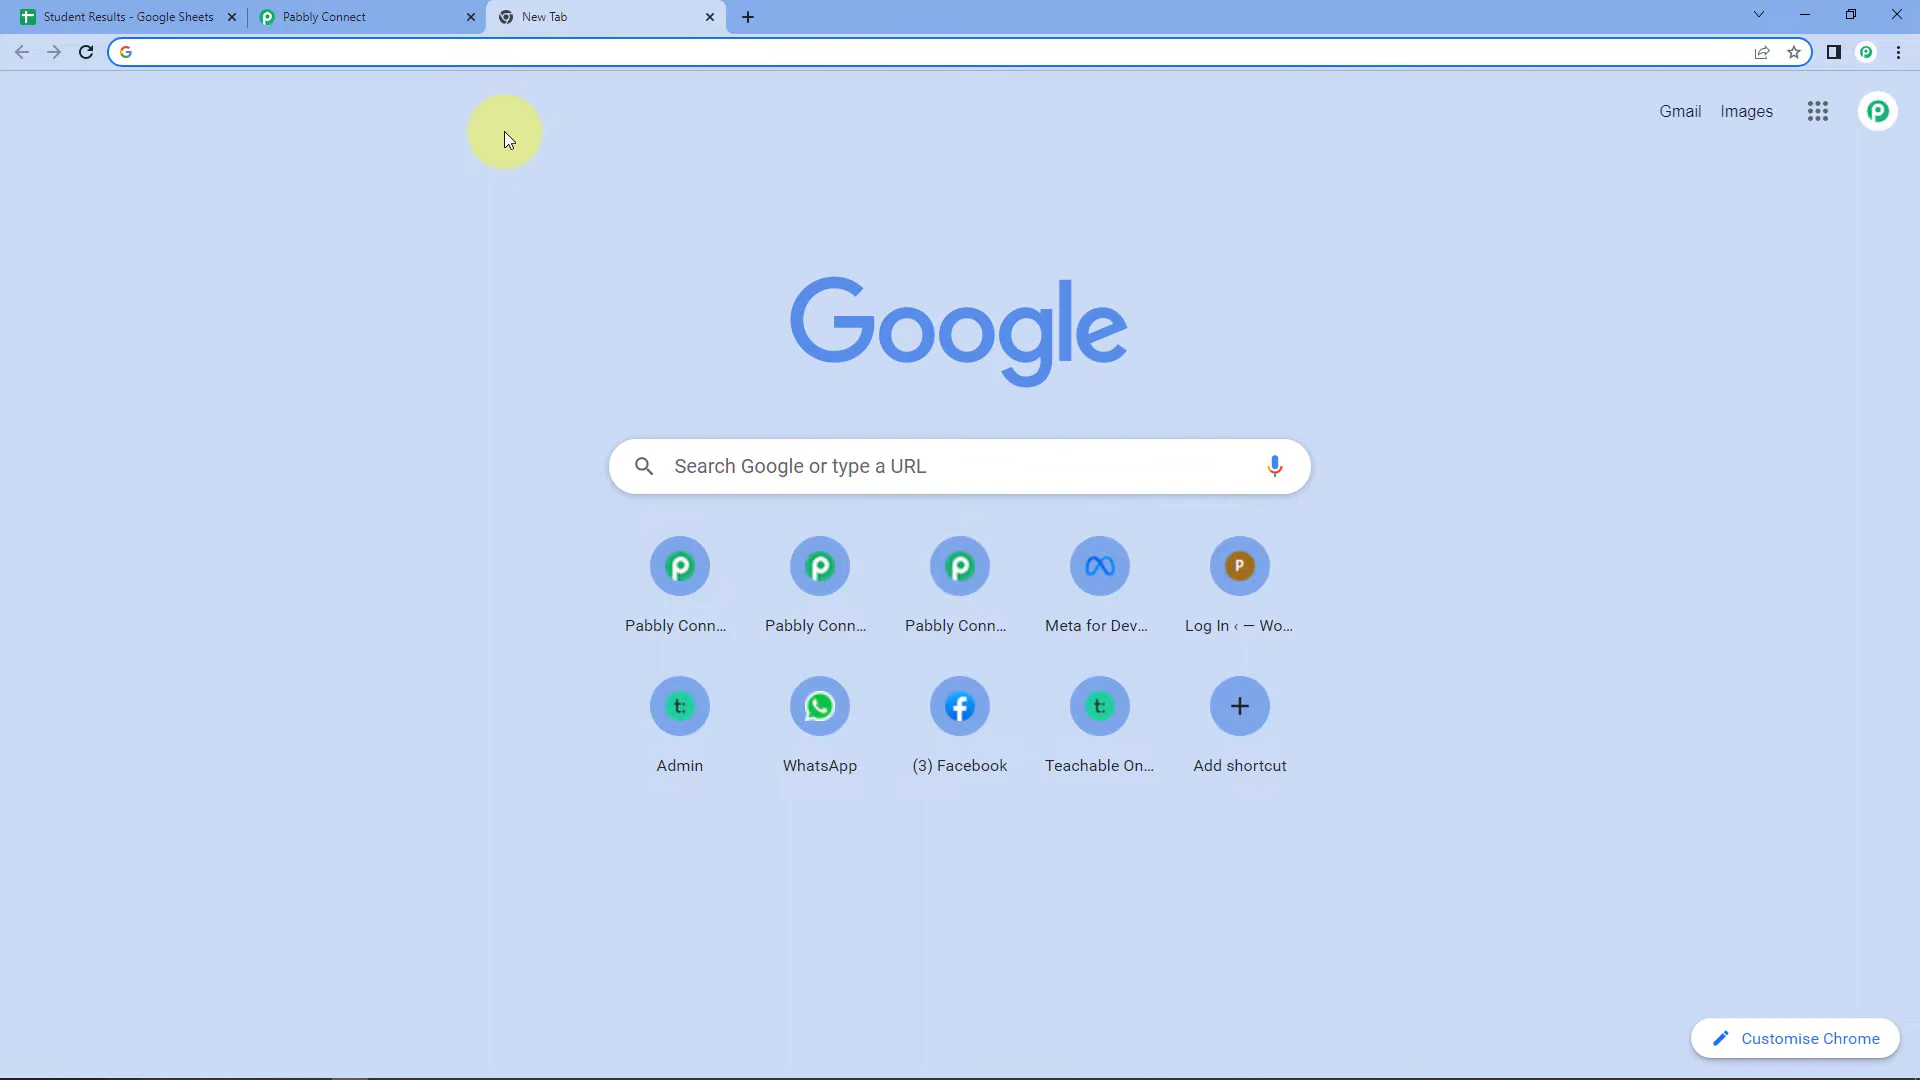 Student Results - Google Sheets
Pabbly Connect
New Tab
Gmail
Images
Google
Search Google or type a URL
Pabbly Conn...
Pabbly Conn...
Pabbly Conn...
Meta for Dev...
Log In ‹ — Wo...
Admin
WhatsApp
(3) Facebook
Teachable On...
Add shortcut
Customise Chrome